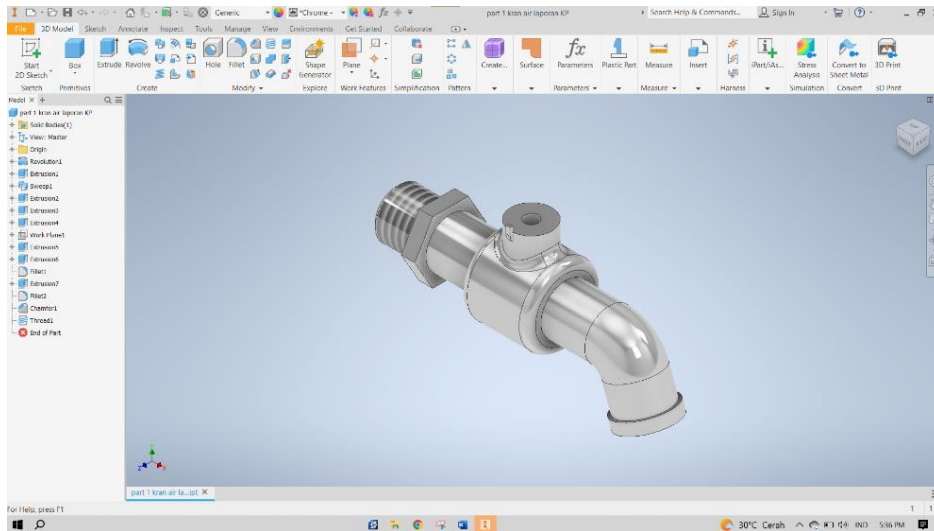 Generic
*Chrome
part 1 kran air laporan KP
Search Help & Commands...
Sign In
File 3D Model Sketch Annotate Inspect Tools Manage View Environments Get Started Collaborate
Start 2D Sketch
Box
Extrude Revolve
Hole Fillet
Shape Generator
Plane
Create...
Surface
Parameters
Plastic Part
Measure
Insert
iPart/iAs...
Stress Analysis
Convert to Sheet Metal
3D Print
Sketch Primitives Create Modify Explore Work Features Simplification Pattern Parameters Measure Harness Simulation Convert 3D Print
Model
part 1 kran air laporan KP
Solid Bodies(1)
View: Master
Origin
Revolution1
Extrusion1
Sweep1
Extrusion2
Extrusion3
Extrusion4
Work Plane1
Extrusion5
Extrusion6
Fillet1
Extrusion7
Fillet2
Chamfer1
Thread1
End of Part
part 1 kran air la...ipt
For Help, press F1
1 1
30°C Cerah
IND
5:36 PM